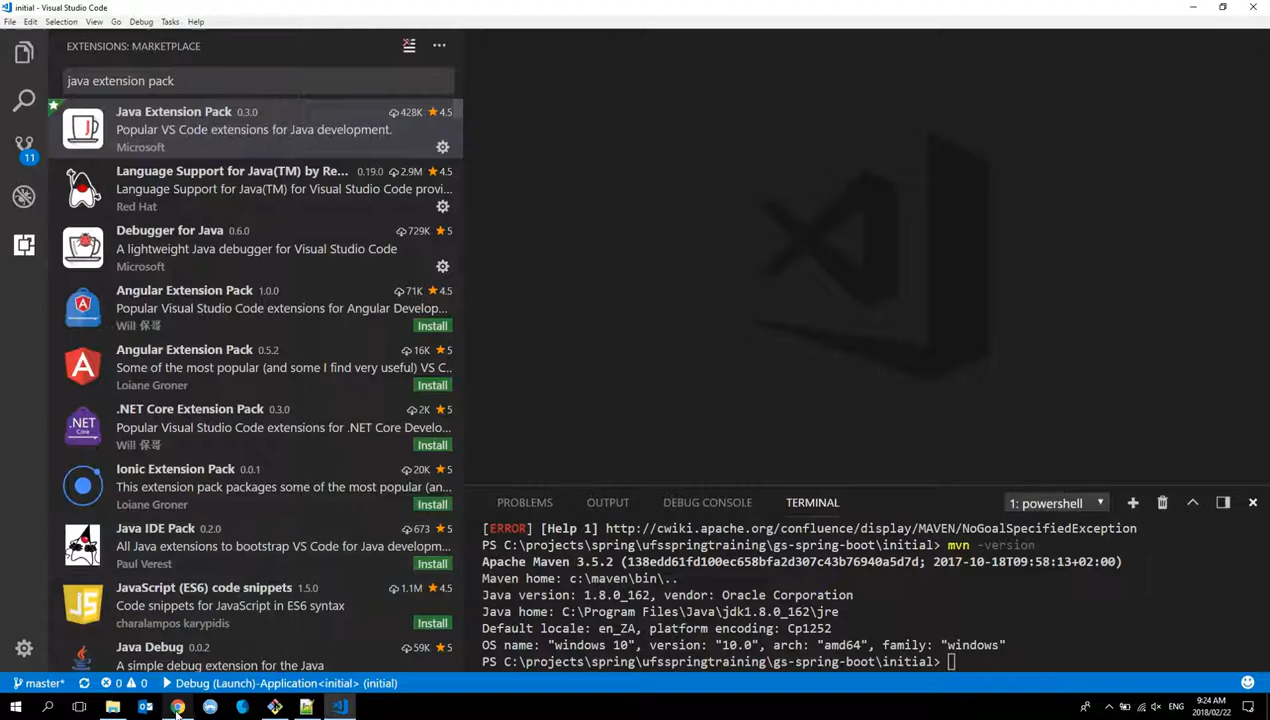 initial - Visual Studio Code
File Edit Selection View Go Debug Tasks Help
EXTENSIONS: MARKETPLACE
java extension pack
Java Extension Pack 0.3.0 428K 4.5
Popular VS Code extensions for Java development.
Microsoft
Language Support for Java(TM) by Re... 0.19.0 2.9M 4.5
Language Support for Java(TM) for Visual Studio Code provi...
Red Hat
Debugger for Java 0.6.0 729K 5
A lightweight Java debugger for Visual Studio Code
Microsoft
Angular Extension Pack 1.0.0 71K 4.5
Popular Visual Studio Code extensions for Angular Develop...
Will 保哥 Install
Angular Extension Pack 0.5.2 16K 5
Some of the most popular (and some I find very useful) VS C...
Loiane Groner Install
.NET Core Extension Pack 0.3.0 2K 5
Popular Visual Studio Code extensions for .NET Core Develo...
Will 保哥 Install
Ionic Extension Pack 0.0.1 20K 5
This extension pack packages some of the most popular (an...
Loiane Groner Install
Java IDE Pack 0.2.0 673 5
All Java extensions to bootstrap VS Code for Java developm...
Paul Verest Install
JavaScript (ES6) code snippets 1.5.0 1.1M 4.5
Code snippets for JavaScript in ES6 syntax
charalampos karypidis Install
Java Debug 0.0.2 59K 5
A simple debug extension for the Java
11
.NET
Core
JS
PROBLEMS OUTPUT DEBUG CONSOLE TERMINAL 1: powershell
[ERROR] [Help 1] http://cwiki.apache.org/confluence/display/MAVEN/NoGoalSpecifiedException
PS C:\projects\spring\ufsspringtraining\gs-spring-boot\initial> mvn -version
Apache Maven 3.5.2 (138edd61fd100ec658bfa2d307c43b76940a5d7d; 2017-10-18T09:58:13+02:00)
Maven home: c:\maven\bin\..
Java version: 1.8.0_162, vendor: Oracle Corporation
Java home: C:\Program Files\Java\jdk1.8.0_162\jre
Default locale: en_ZA, platform encoding: Cp1252
OS name: "windows 10", version: "10.0", arch: "amd64", family: "windows"
PS C:\projects\spring\ufsspringtraining\gs-spring-boot\initial>
master* 0 0 Debug (Launch)-Application<initial> (initial)
ENG 9:24 AM
2018/02/22